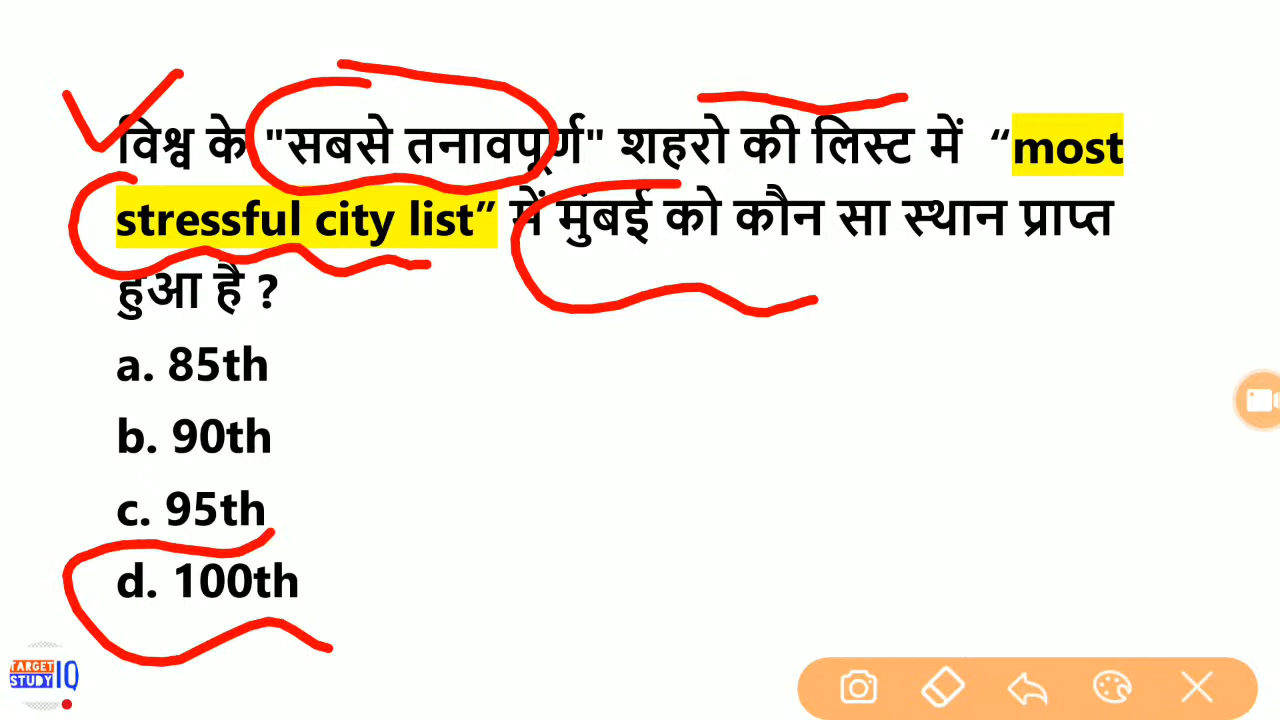 विश्व के "सबसे तनावपूर्ण" शहरो की लिस्ट में “most
stressful city list” में मुंबई को कौन सा स्थान प्राप्त
हुआ है ?
a. 85th
b. 90th
c. 95th
d. 100th
TARGET
STUDY IQ